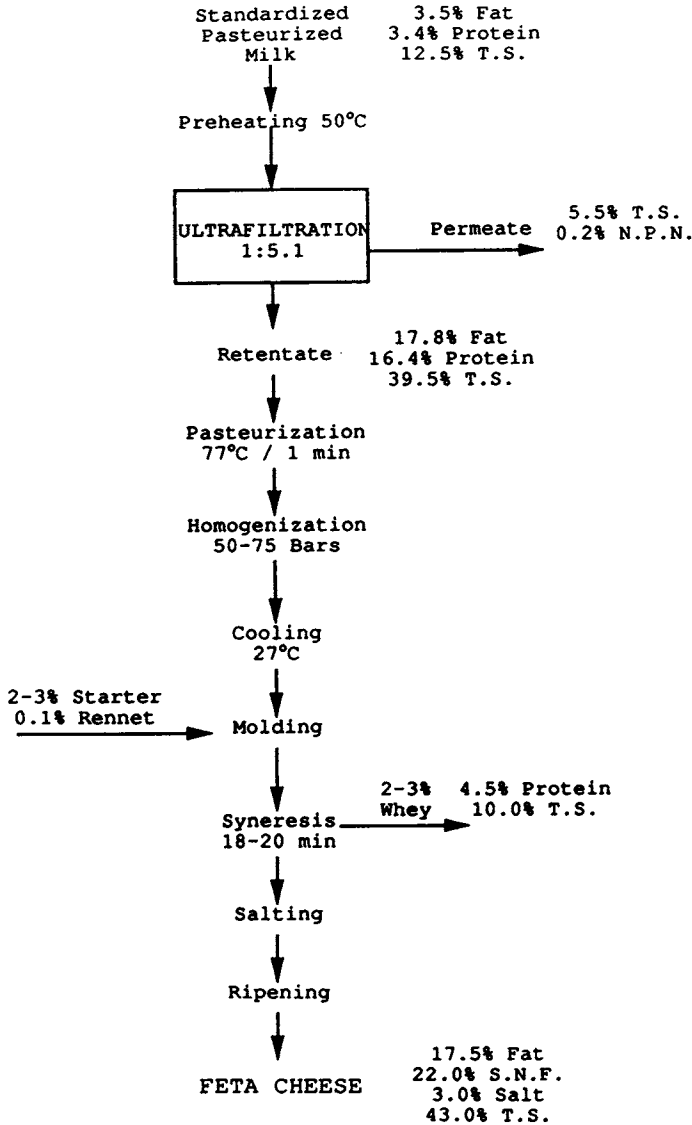 Standardized
Pasteurized
Milk
3.5% Fat
3.4% Protein
12.5% T.S.
Preheating 50°C
ULTRAFILTRATION
1:5.1
Permeate
5.5% T.S.
0.2% N.P.N.
Retentate
17.8% Fat
16.4% Protein
39.5% T.S.
Pasteurization
77°C / 1 min
Homogenization
50-75 Bars
Cooling
27°C
2-3% Starter
0.1% Rennet
Molding
Syneresis
18-20 min
2-3%
Whey
4.5% Protein
10.0% T.S.
Salting
Ripening
FETA CHEESE
17.5% Fat
22.0% S.N.F.
3.0% Salt
43.0% T.S.